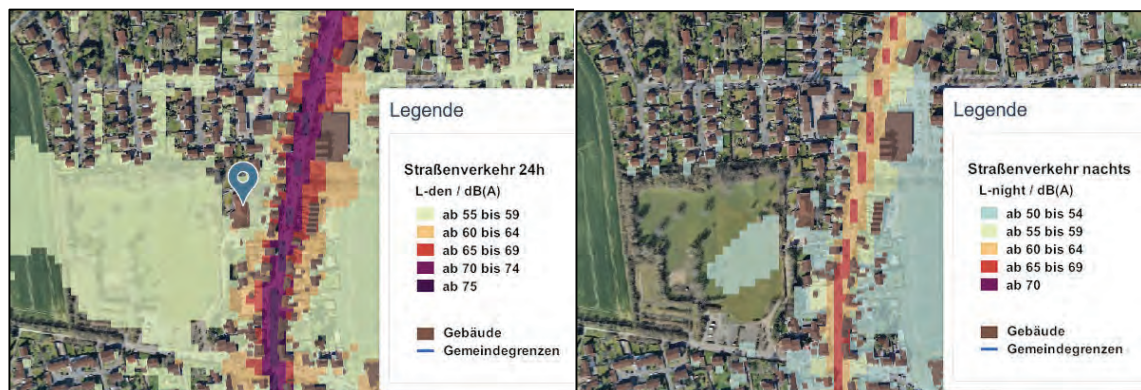 Legende
Straßenverkehr 24h
L-den / dB(A)
ab 55 bis 59
ab 60 bis 64
ab 65 bis 69
ab 70 bis 74
ab 75
Gebäude
Gemeindegrenzen
Legende
Straßenverkehr nachts
L-night / dB(A)
ab 50 bis 54
ab 55 bis 59
ab 60 bis 64
ab 65 bis 69
ab 70
Gebäude
Gemeindegrenzen